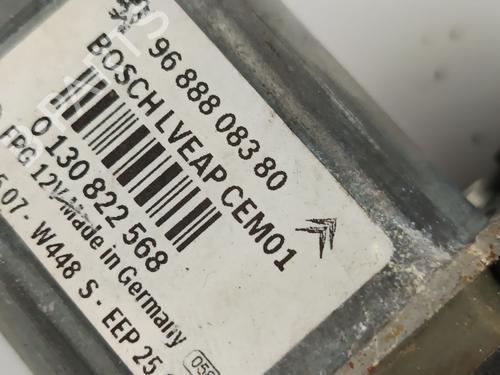 96 888 083 80
BOSCH LVEAP CEM01
0 130 822 568
FPG 12V Made in Germany
07- W448 S - EEP 25